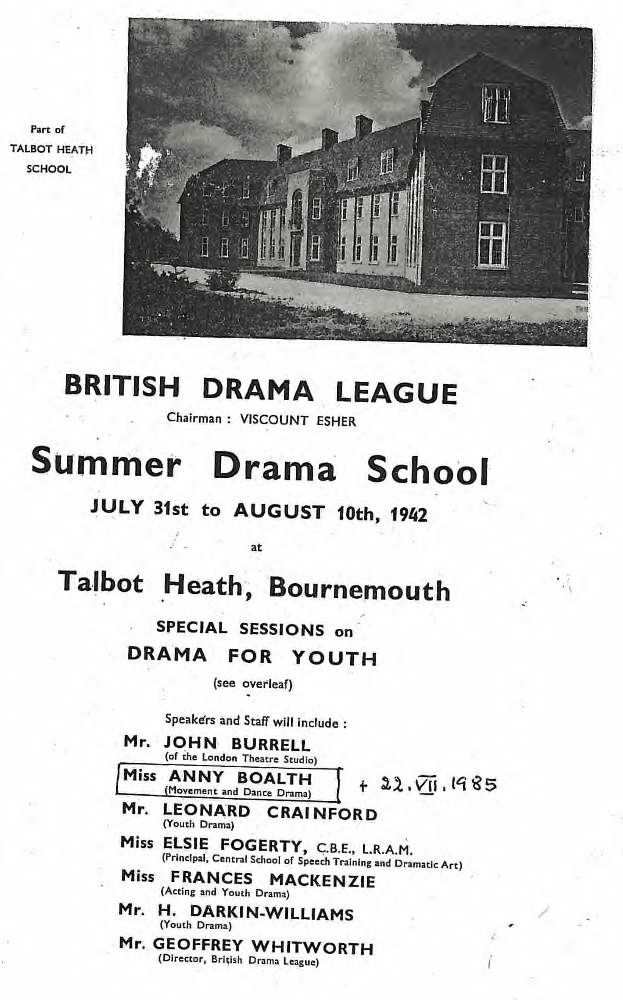 Part of
TALBOT HEATH
SCHOOL
BRITISH DRAMA LEAGUE
Chairman : VISCOUNT ESHER
Summer Drama School
JULY 31st to AUGUST 10th, 1942
at
Talbot Heath, Bournemouth
SPECIAL SESSIONS on
DRAMA FOR YOUTH
(see overleaf)
Speakers and Staff will include :
Mr. JOHN BURRELL
(of the London Theatre Studio)
Miss ANNY BOALTH
(Movement and Dance Drama)
+ 22.VII.1985
Mr. LEONARD CRAINFORD
(Youth Drama)
Miss ELSIE FOGERTY, C.B.E., L.R.A.M.
(Principal, Central School of Speech Training and Dramatic Art)
Miss FRANCES MACKENZIE
(Acting and Youth Drama)
Mr. H. DARKIN-WILLIAMS
(Youth Drama)
Mr. GEOFFREY WHITWORTH
(Director, British Drama League)